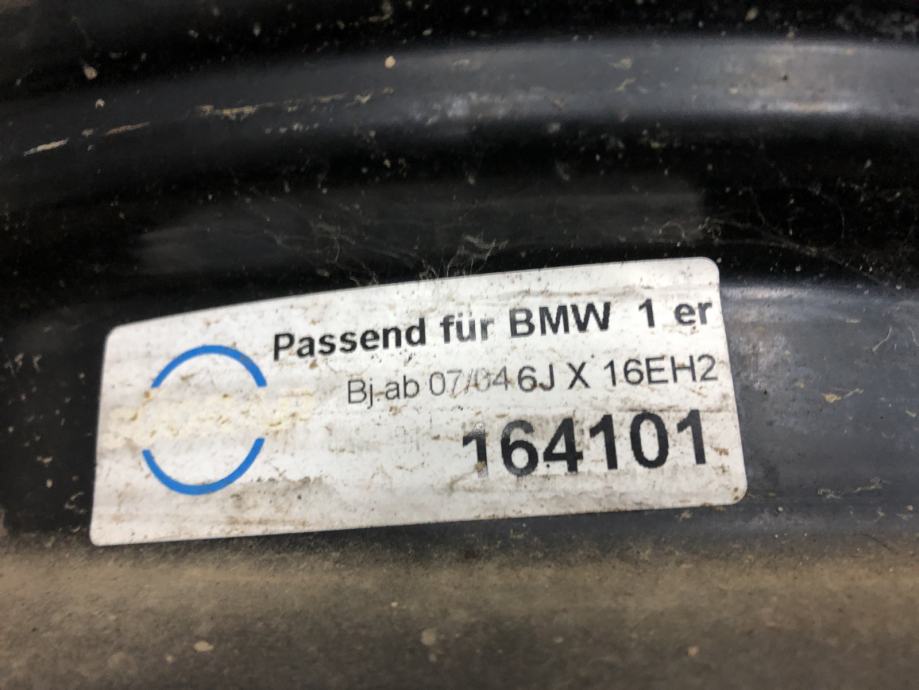 Passend für BMW 1 er
Bj-ab 07/04 6J X 16EH2
164101